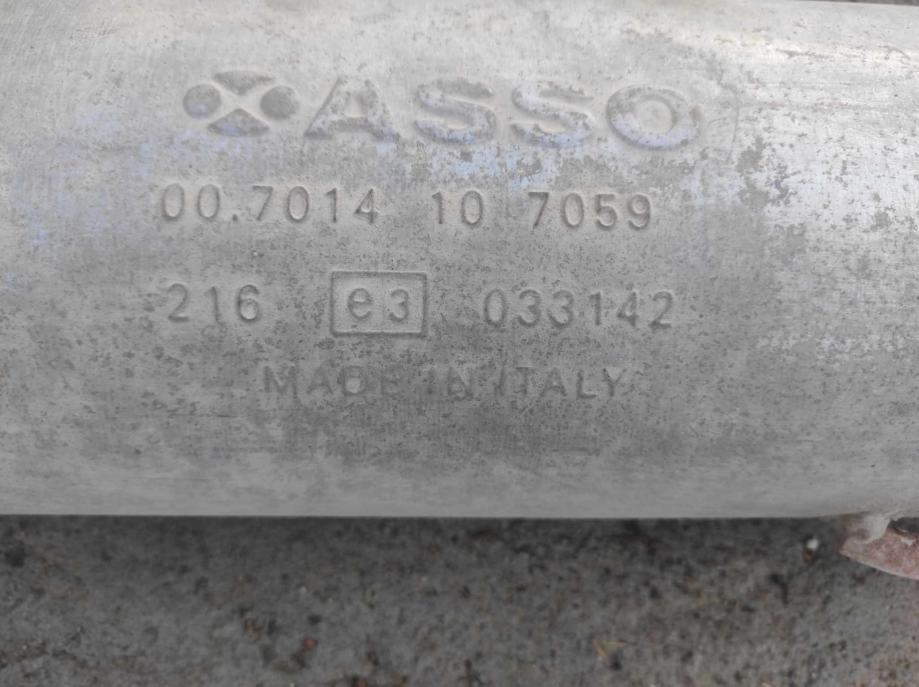 ASSO
00.7014 10 7059
216 e3 033142
MADE IN ITALY